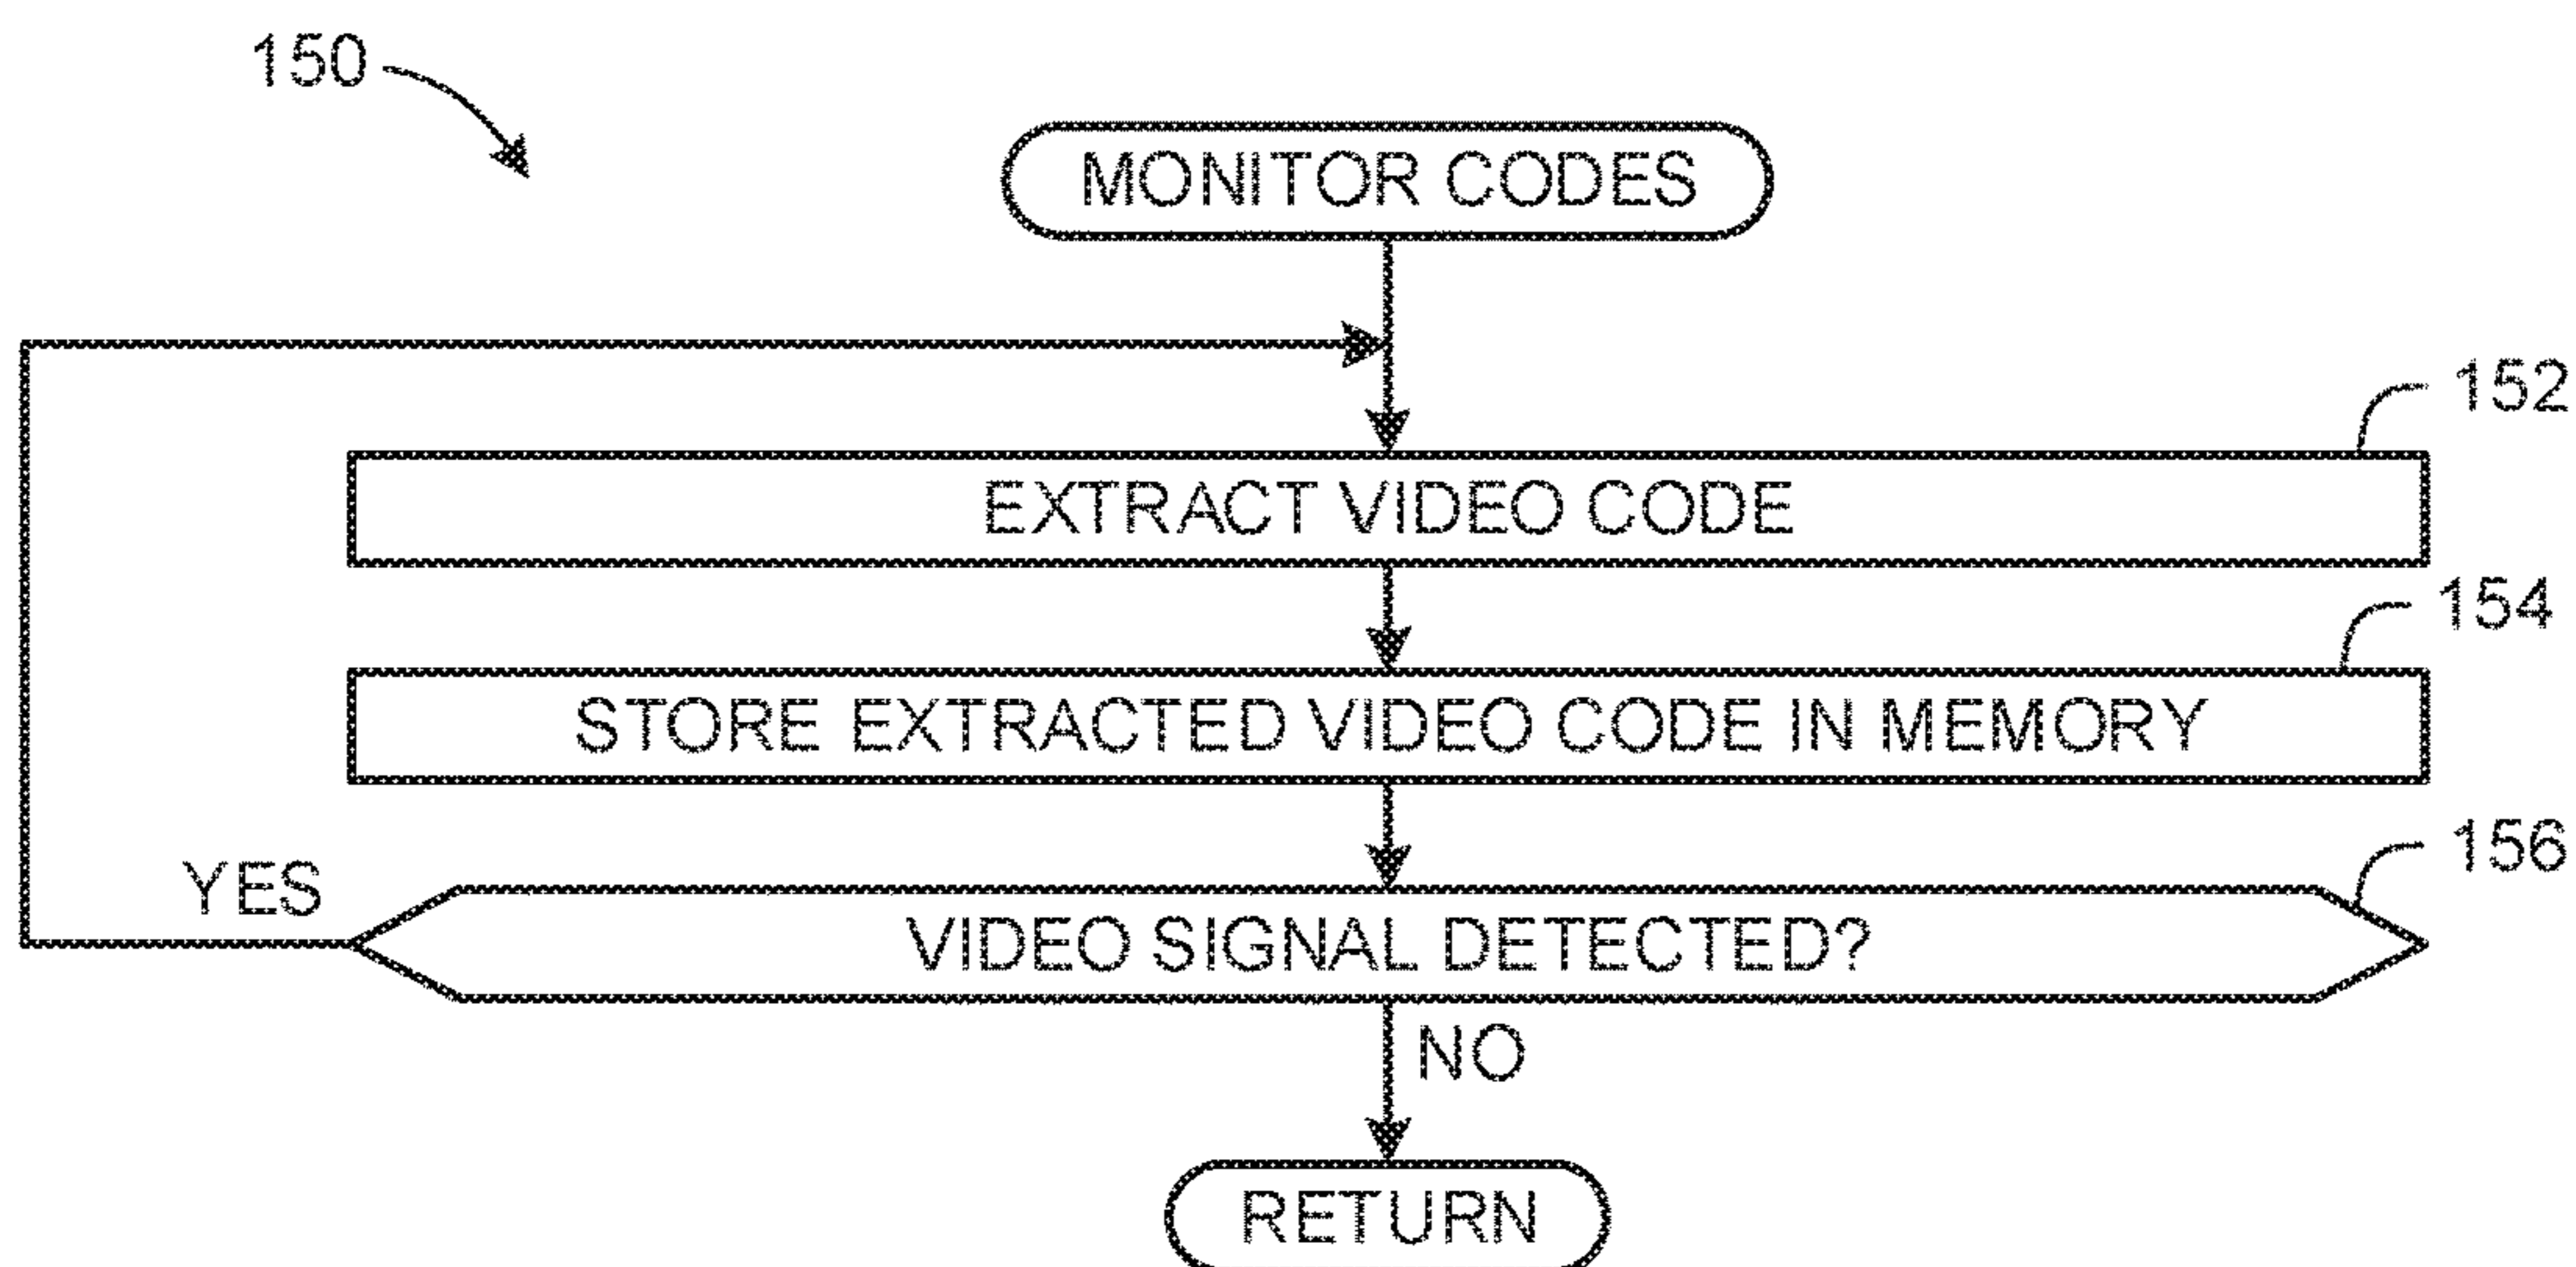 150
MONITOR CODES
152
EXTRACT VIDEO CODE
154
STORE EXTRACTED VIDEO CODE IN MEMORY
156
YES
VIDEO SIGNAL DETECTED?
NO
RETURN